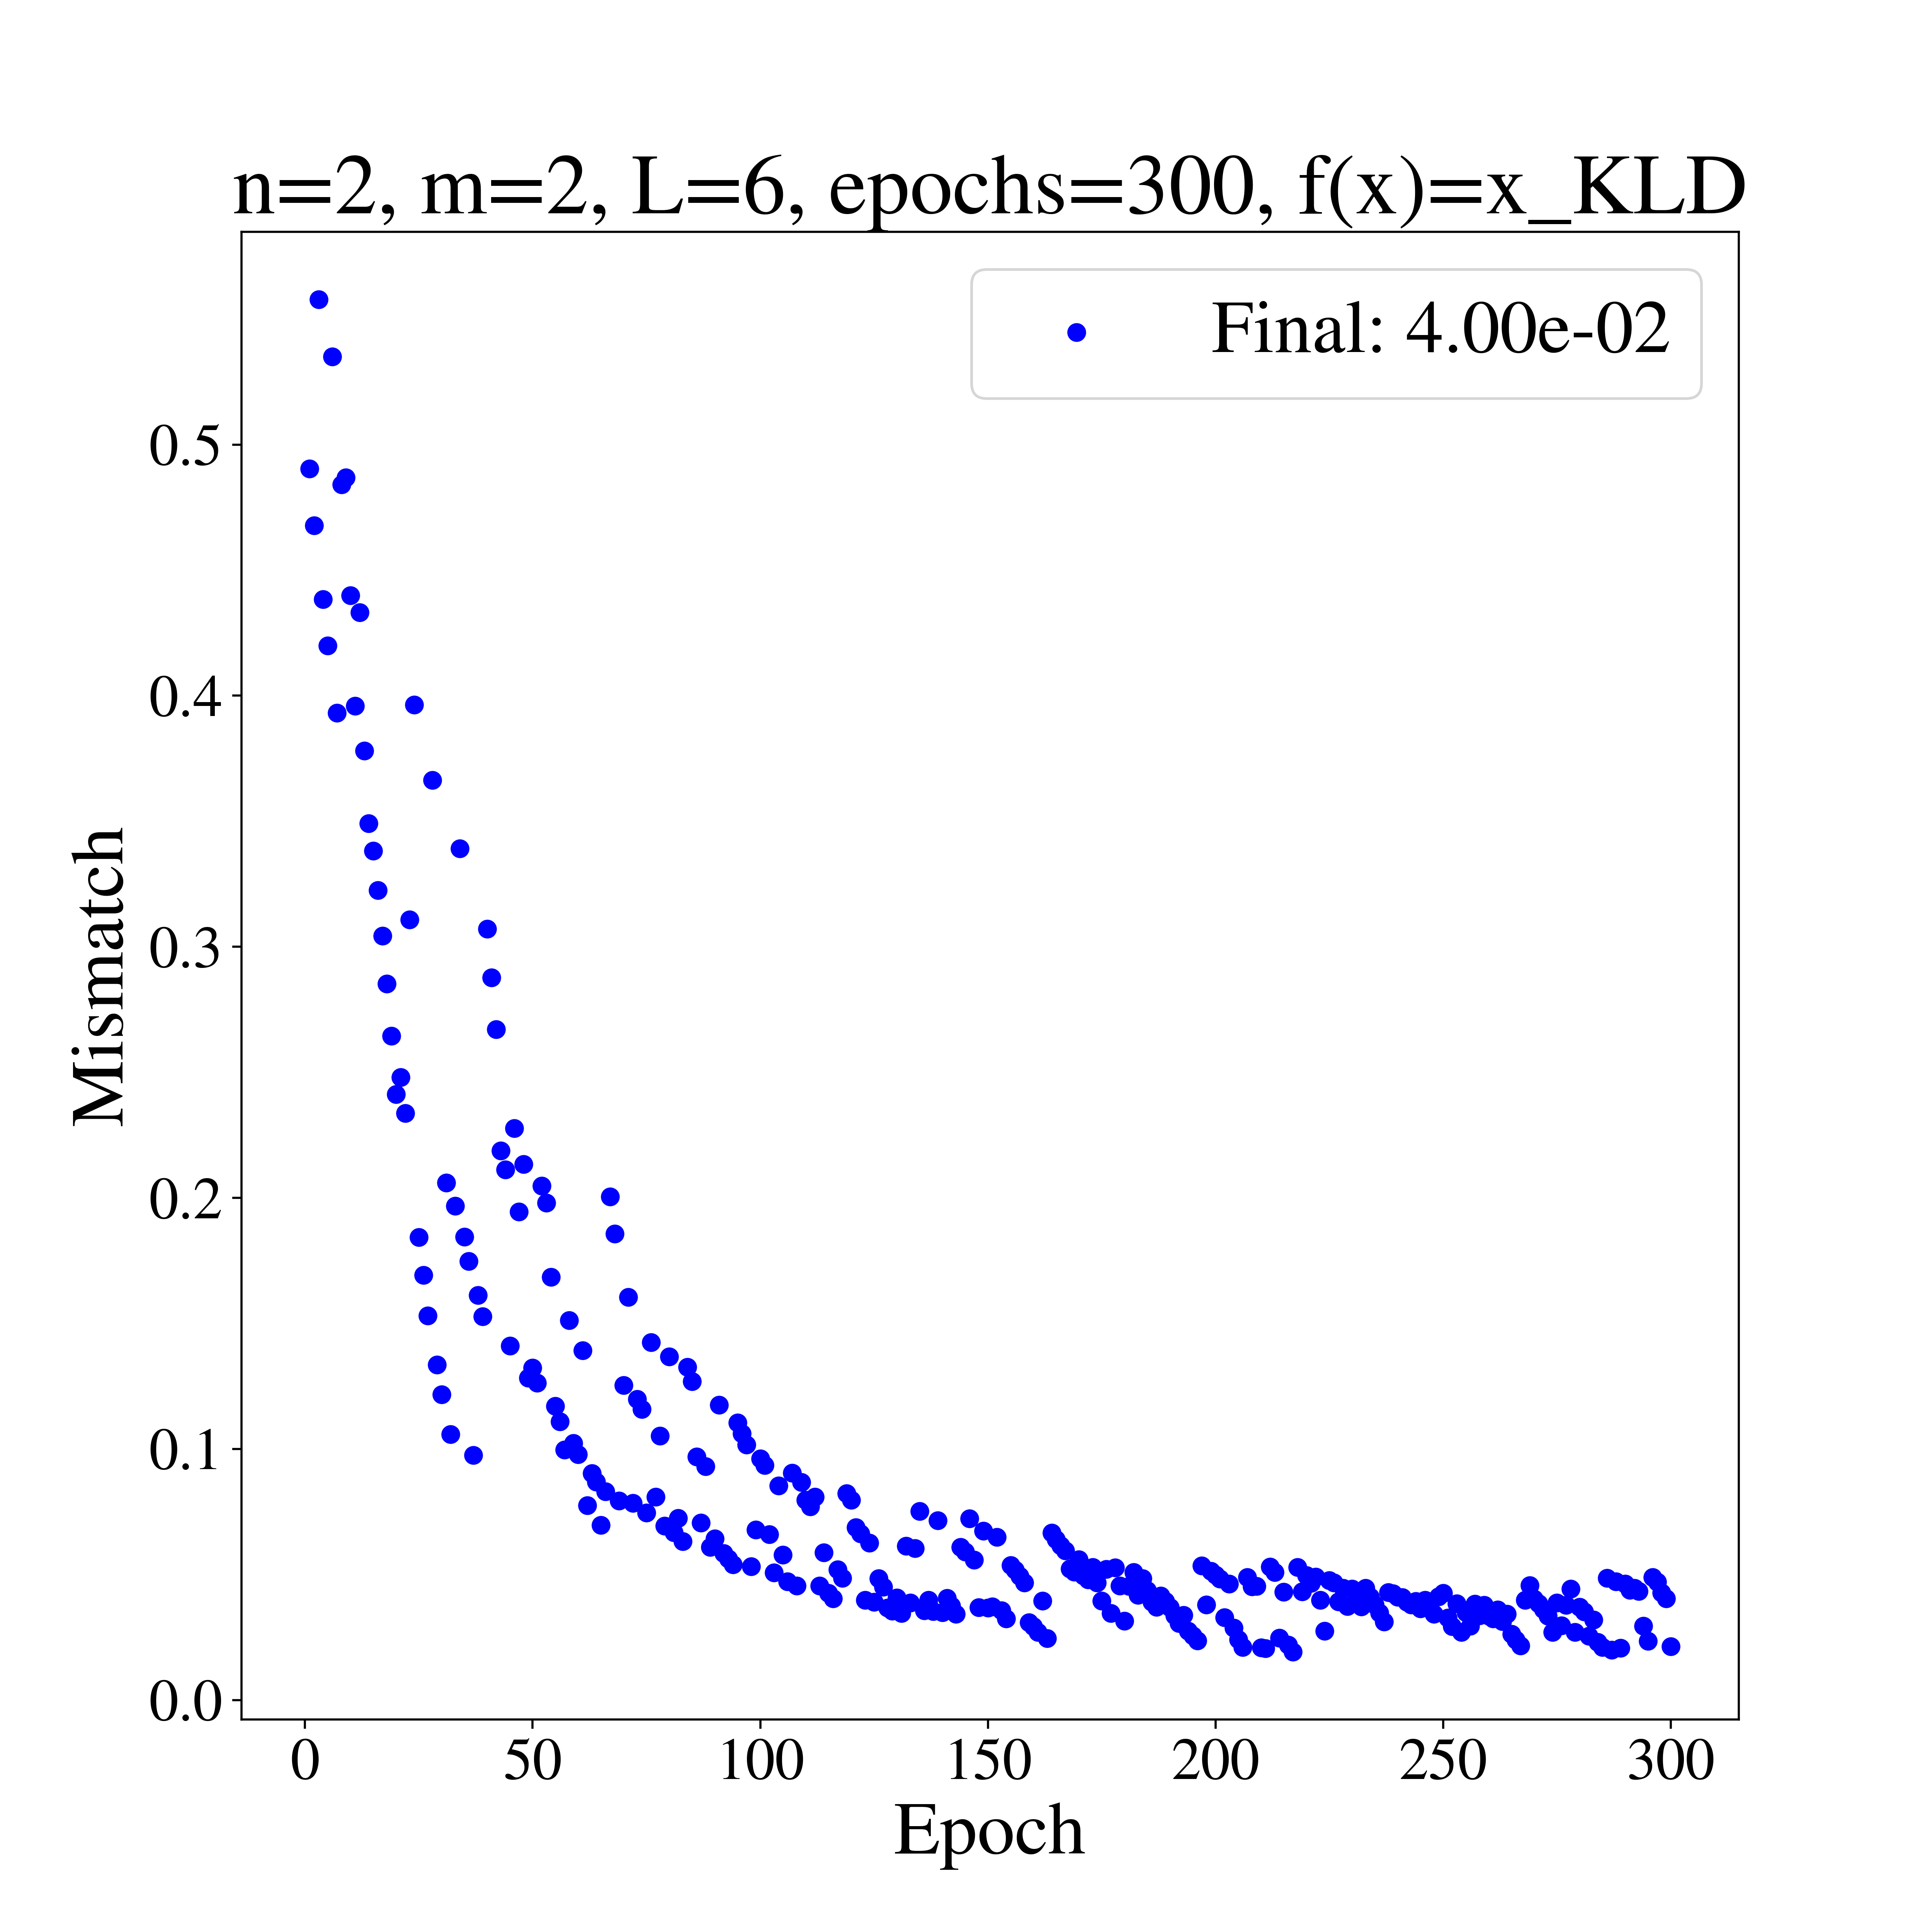 n=2, m=2, L=6, epochs=300, f(x)=x_KLD
Final: 4.00e-02
0.5
0.4
0.3
0.2
0.1
0.0
Mismatch
0 50 100 150 200 250 300
Epoch